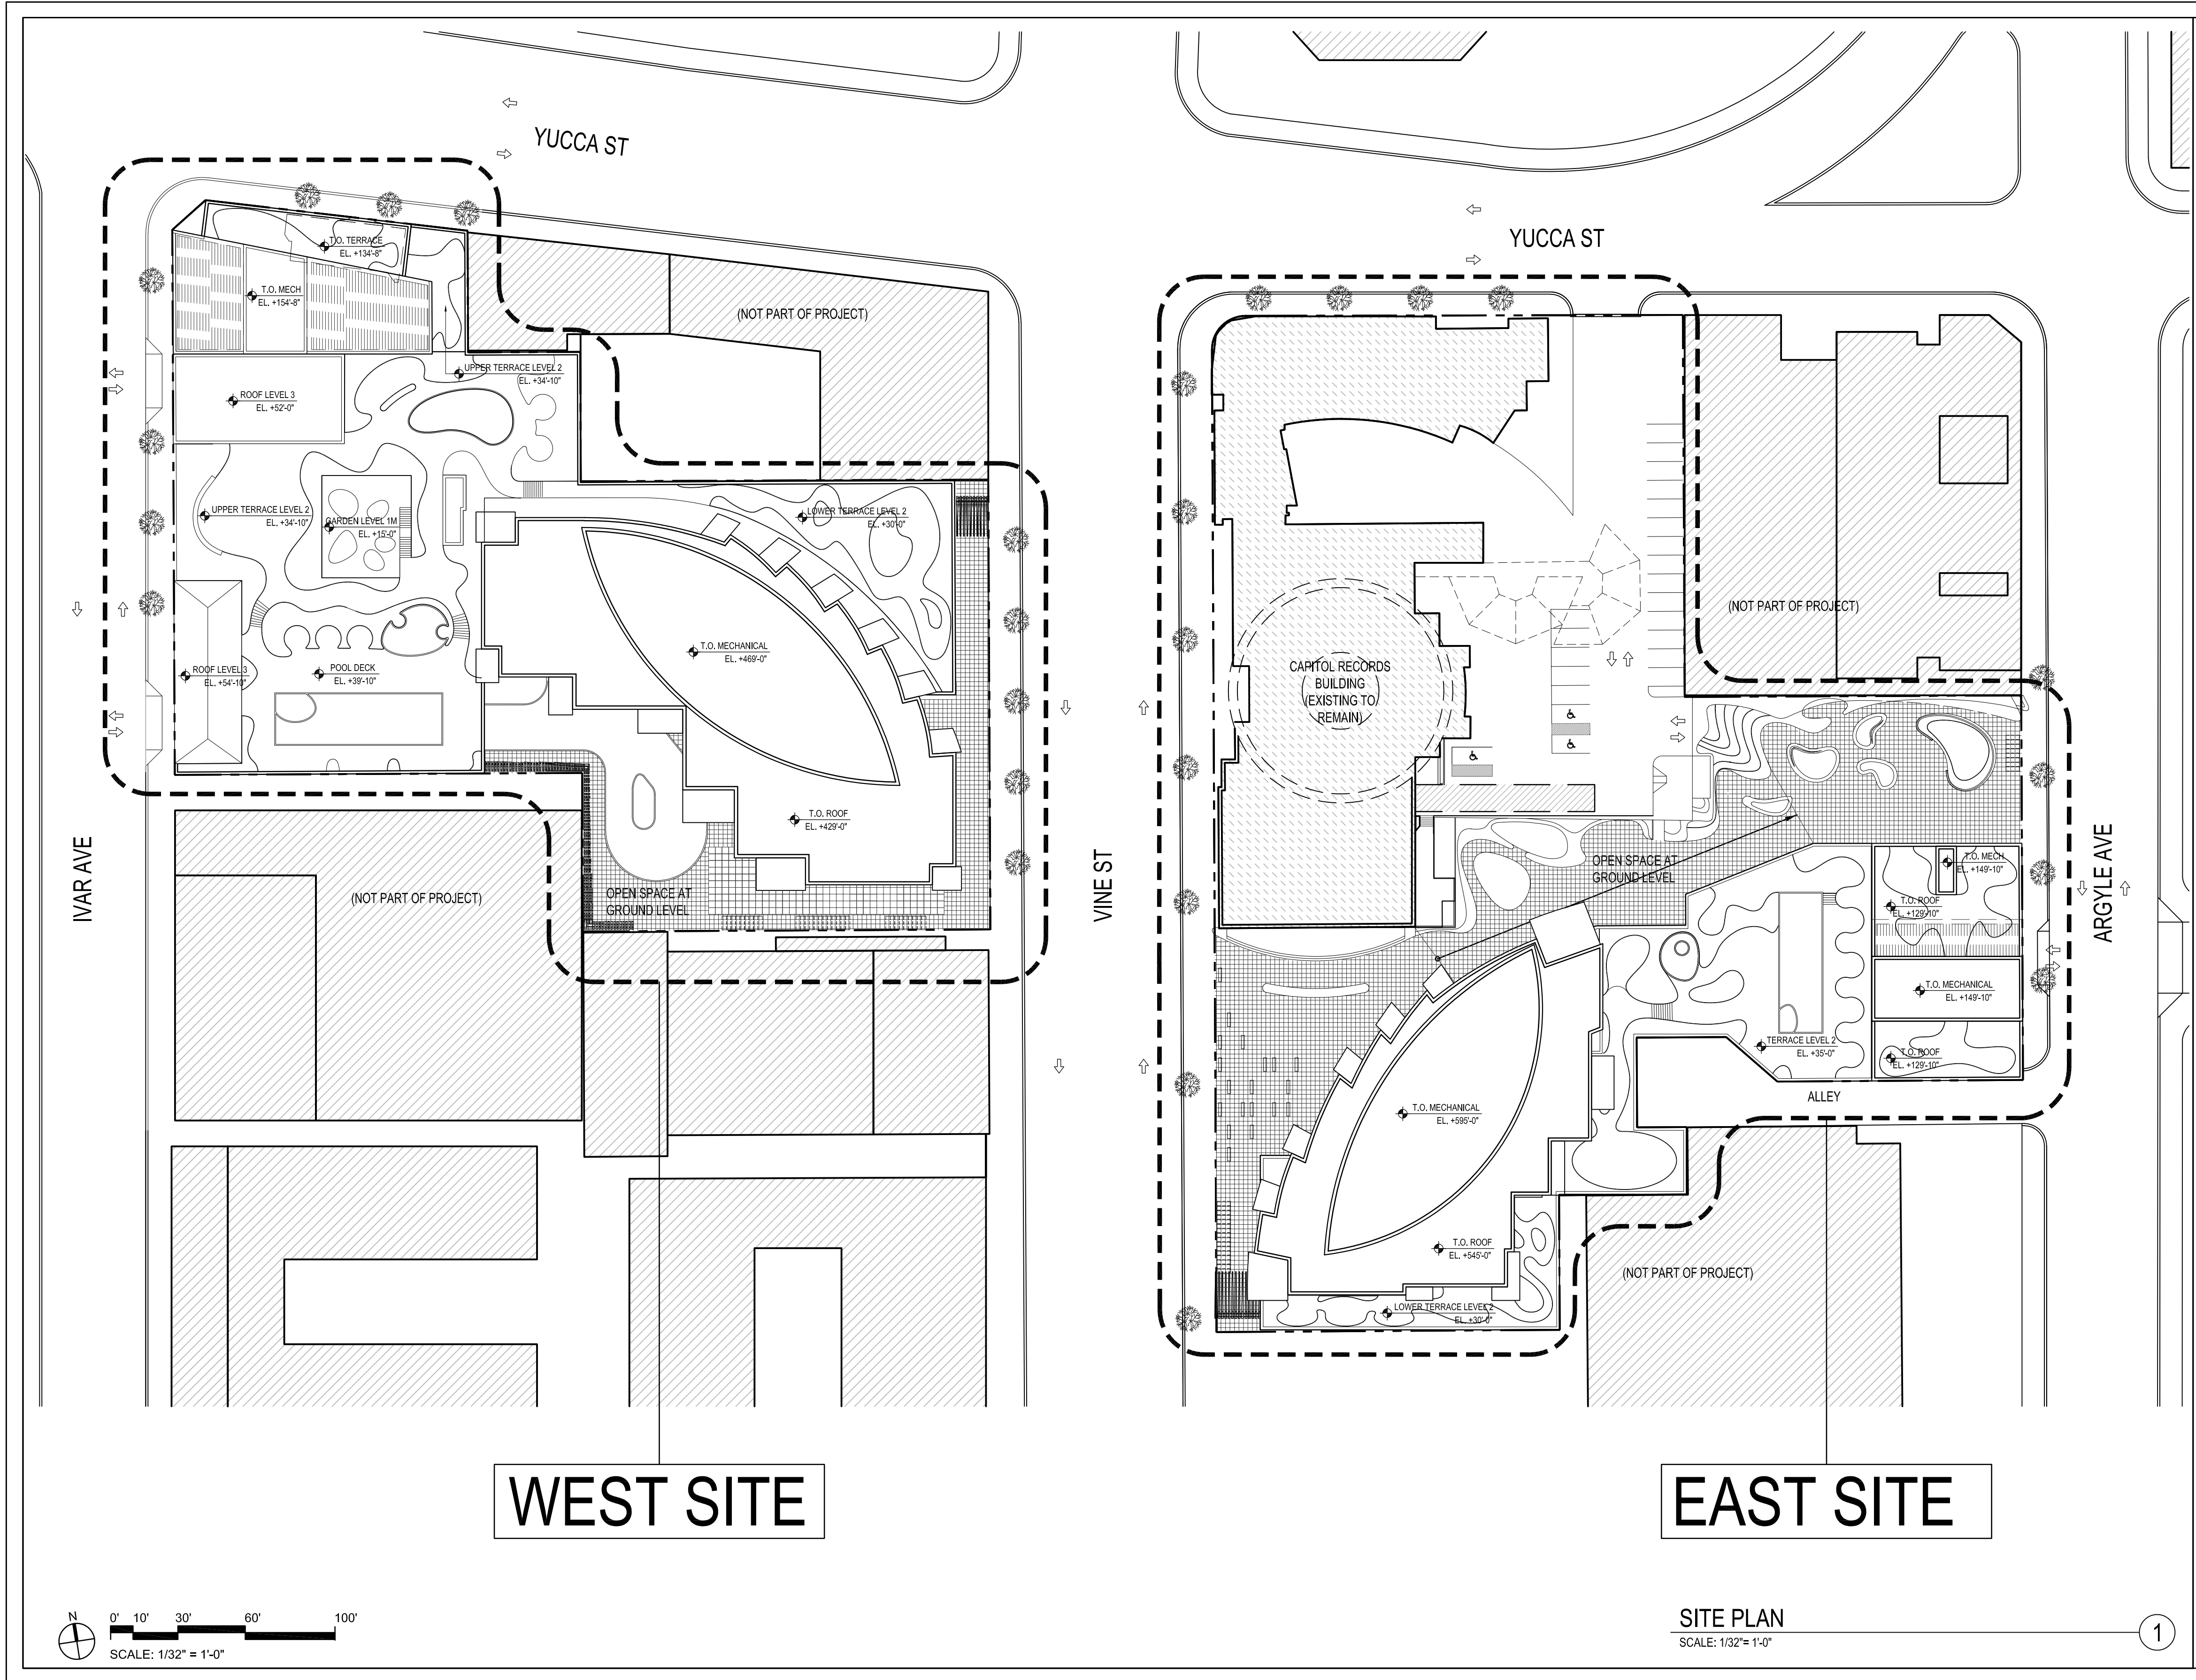 YUCCA ST
YUCCA ST
T.O. TERRACE
EL. +134'-8"
T.O. MECH
EL. +154'-8"
(NOT PART OF PROJECT)
UPPER TERRACE LEVEL 2
EL. +34'-10"
ROOF LEVEL 3
EL. +52'-0"
UPPER TERRACE LEVEL 2
EL. +34'-10"
GARDEN LEVEL 1M
EL. +15'-0"
LOWER TERRACE LEVEL 2
EL. +30'-0"
T.O. MECHANICAL
EL. +469'-0"
ROOF LEVEL 3
EL. +54'-10"
POOL DECK
EL. +39'-10"
T.O. ROOF
EL. +429'-0"
IVAR AVE
(NOT PART OF PROJECT)
OPEN SPACE AT
GROUND LEVEL
VINE ST
(NOT PART OF PROJECT)
CAPITOL RECORDS
BUILDING
(EXISTING TO
REMAIN)
OPEN SPACE AT
GROUND LEVEL
T.O. MECH
EL. +149'-10"
T.O. ROOF
EL. +129'-10"
ARGYLE AVE
T.O. MECHANICAL
EL. +149'-10"
TERRACE LEVEL 2
EL. +35'-0"
T.O. ROOF
EL. +129'-10"
ALLEY
T.O. MECHANICAL
EL. +595'-0"
T.O. ROOF
EL. +545'-0"
(NOT PART OF PROJECT)
LOWER TERRACE LEVEL 2
EL. +30'-0"
WEST SITE
EAST SITE
N
0' 10' 30' 60' 100'
SCALE: 1/32" = 1'-0"
SITE PLAN
SCALE: 1/32"= 1'-0"
1